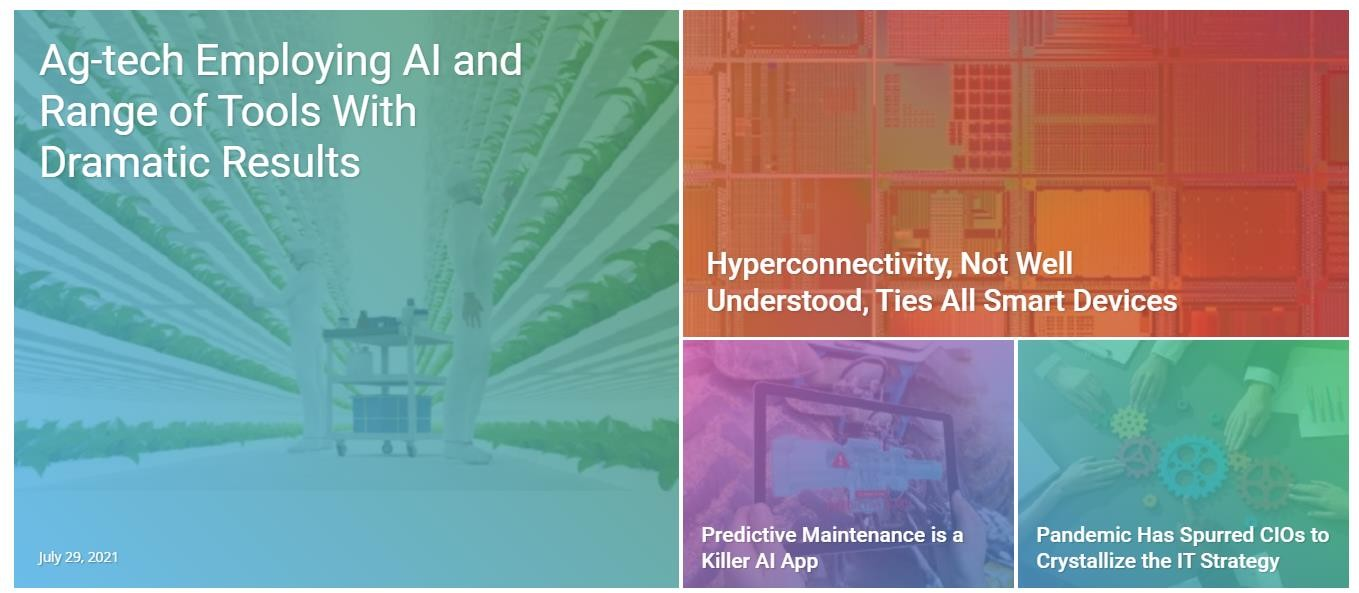 Ag-tech Employing AI and
Range of Tools With
Dramatic Results
July 29, 2021
Hyperconnectivity, Not Well
Understood, Ties All Smart Devices
Predictive Maintenance is a
Killer AI App
Pandemic Has Spurred CIOs to
Crystallize the IT Strategy